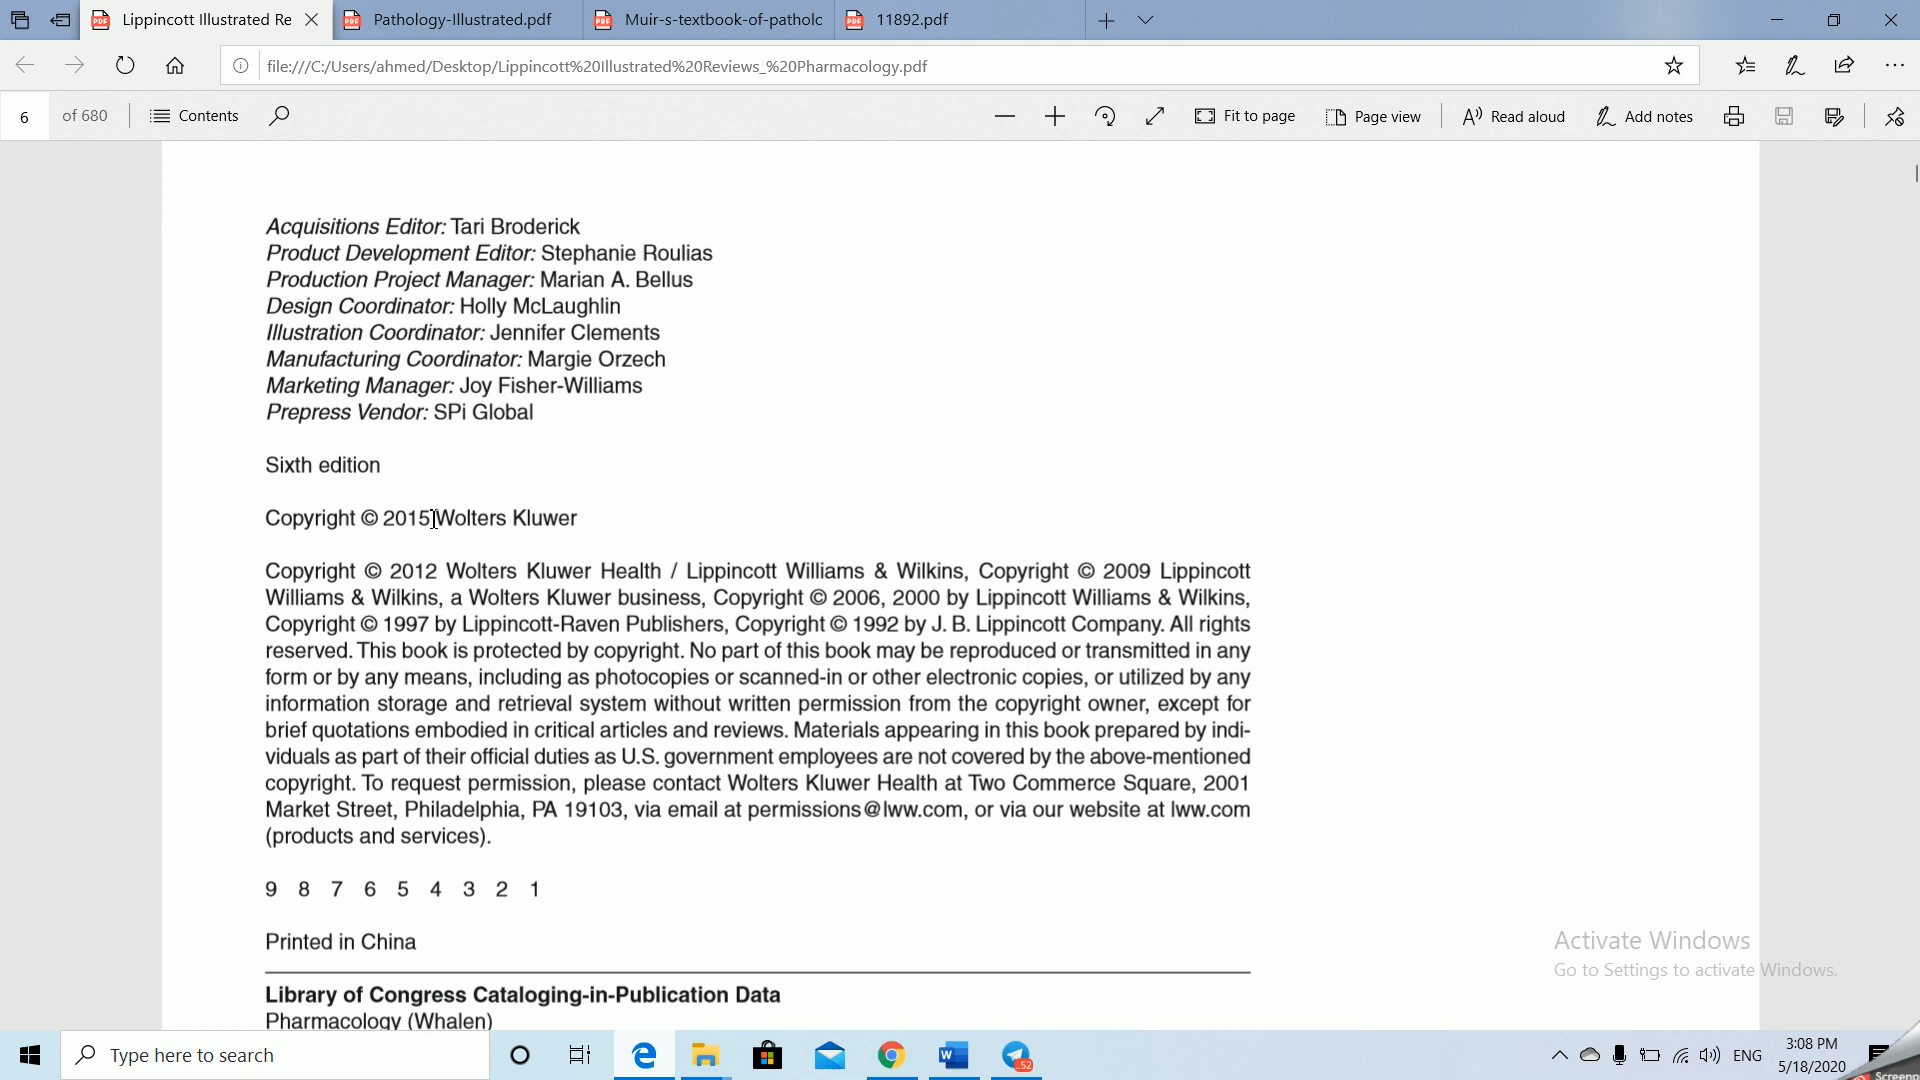 Lippincott Illustrated Re
Pathology-Illustrated.pdf
Muir-s-textbook-of-patholc
11892.pdf
file:///C:/Users/ahmed/Desktop/Lippincott%20Illustrated%20Reviews_%20Pharmacology.pdf
6 of 680
Contents
Fit to page
Page view
Read aloud
Add notes
Acquisitions Editor: Tari Broderick
Product Development Editor: Stephanie Roulias
Production Project Manager: Marian A. Bellus
Design Coordinator: Holly McLaughlin
Illustration Coordinator: Jennifer Clements
Manufacturing Coordinator: Margie Orzech
Marketing Manager: Joy Fisher-Williams
Prepress Vendor: SPi Global
Sixth edition
Copyright © 2015 Wolters Kluwer
Copyright © 2012 Wolters Kluwer Health / Lippincott Williams & Wilkins, Copyright © 2009 Lippincott
Williams & Wilkins, a Wolters Kluwer business, Copyright © 2006, 2000 by Lippincott Williams & Wilkins,
Copyright © 1997 by Lippincott-Raven Publishers, Copyright © 1992 by J. B. Lippincott Company. All rights
reserved. This book is protected by copyright. No part of this book may be reproduced or transmitted in any
form or by any means, including as photocopies or scanned-in or other electronic copies, or utilized by any
information storage and retrieval system without written permission from the copyright owner, except for
brief quotations embodied in critical articles and reviews. Materials appearing in this book prepared by indi-
viduals as part of their official duties as U.S. government employees are not covered by the above-mentioned
copyright. To request permission, please contact Wolters Kluwer Health at Two Commerce Square, 2001
Market Street, Philadelphia, PA 19103, via email at permissions@lww.com, or via our website at lww.com
(products and services).
9 8 7 6 5 4 3 2 1
Printed in China
Library of Congress Cataloging-in-Publication Data
Pharmacology (Whalen)
Activate Windows
Go to Settings to activate Windows.
Type here to search
52
ENG
3:08 PM
5/18/2020